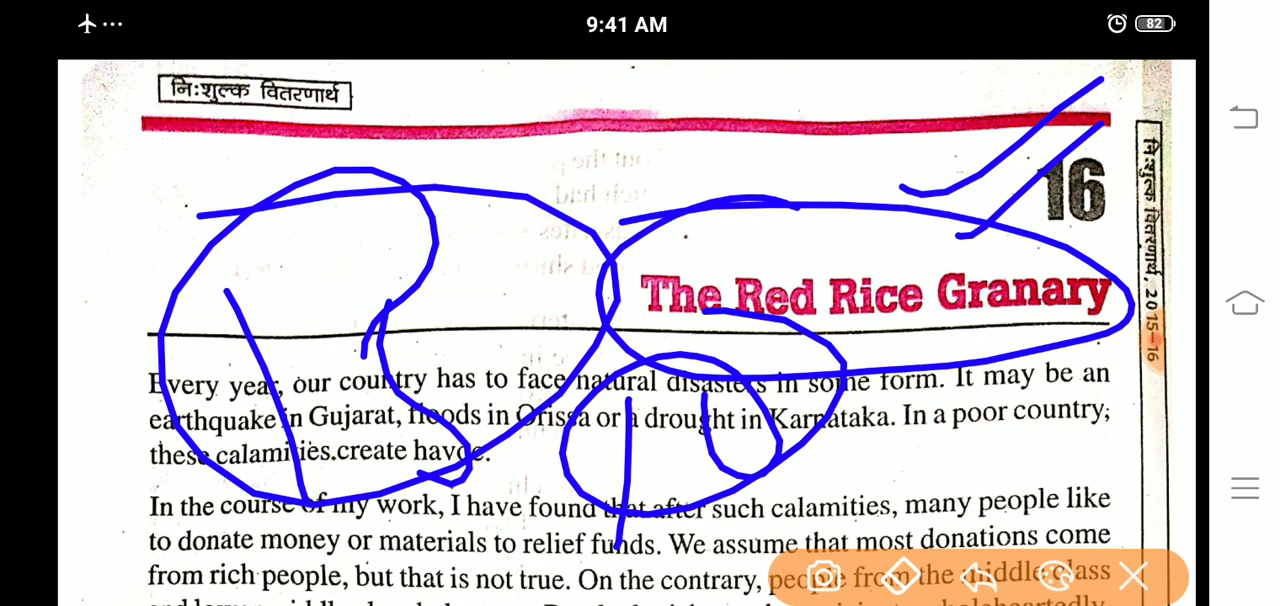 9:41 AM
82
निःशुल्क वितरणार्थ
16
नि:शुल्क वितरणार्थ, 2015-16
The Red Rice Granary
Every year, our country has to face natural disasters in some form. It may be an
earthquake in Gujarat, floods in Orissa or a drought in Karnataka. In a poor country,
these calamities.create havoc.
In the course of my work, I have found that after such calamities, many people like
to donate money or materials to relief funds. We assume that most donations come
from rich people, but that is not true. On the contrary, people from the middle class